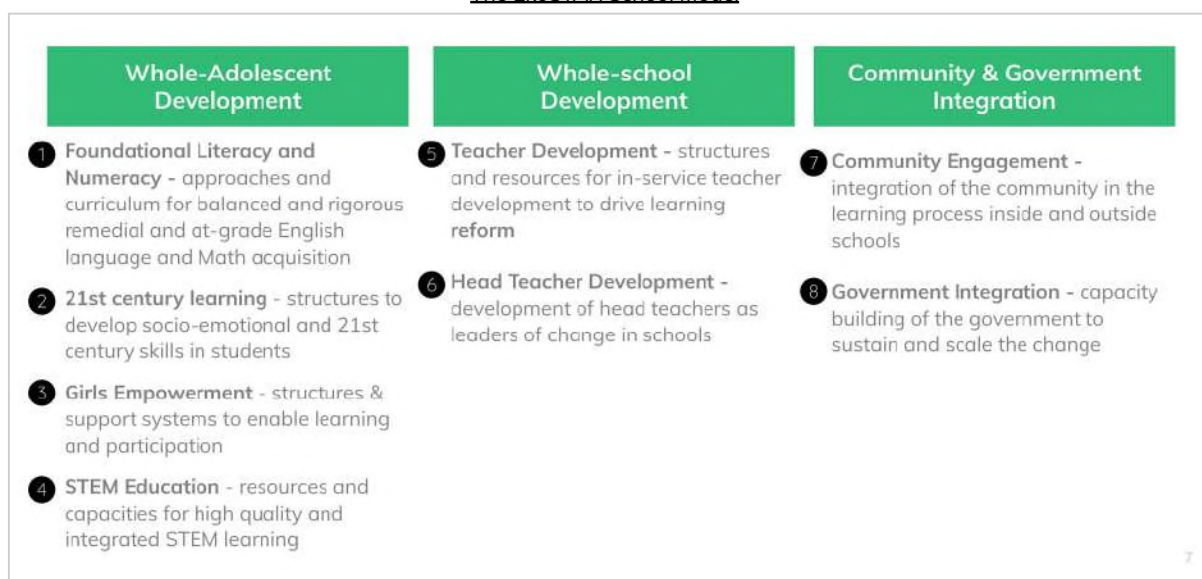 Whole-Adolescent
Development
1 Foundational Literacy and
Numeracy - approaches and
curriculum for balanced and rigorous
remedial and at-grade English
language and Math acquisition
2 21st century learning - structures to
develop socio-emotional and 21st
century skills in students
3 Girls Empowerment - structures &
support systems to enable learning
and participation
4 STEM Education - resources and
capacities for high quality and
integrated STEM learning
Whole-school
Development
5 Teacher Development - structures
and resources for in-service teacher
development to drive learning
reform
6 Head Teacher Development -
development of head teachers as
leaders of change in schools
Community & Government
Integration
7 Community Engagement -
integration of the community in the
learning process inside and outside
schools
8 Government Integration - capacity
building of the government to
sustain and scale the change
7